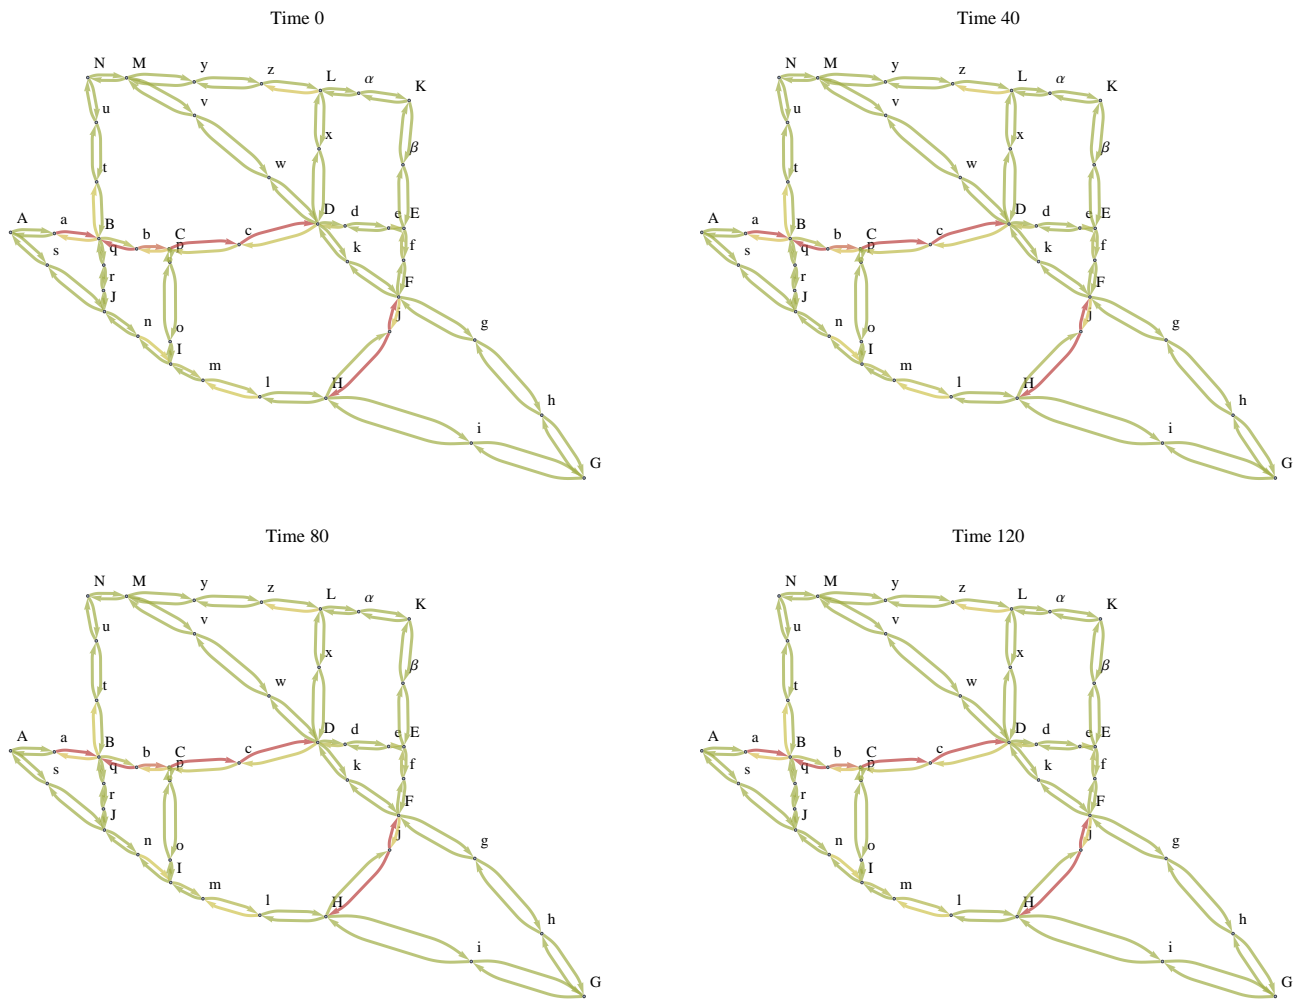 Time 0
N M y z L α K
u v x β
t w
A a B b C c D d e E
s q p k f
r J F
n o I j g
m l H h
i G
Time 40
N M y z L α K
u v x β
t w
A a B b C c D d e E
s q p k f
r J F
n o I j g
m l H h
i G
Time 80
N M y z L α K
u v x β
t w
A a B b C c D d e E
s q p k f
r J F
n o I j g
m l H h
i G
Time 120
N M y z L α K
u v x β
t w
A a B b C c D d e E
s q p k f
r J F
n o I j g
m l H h
i G